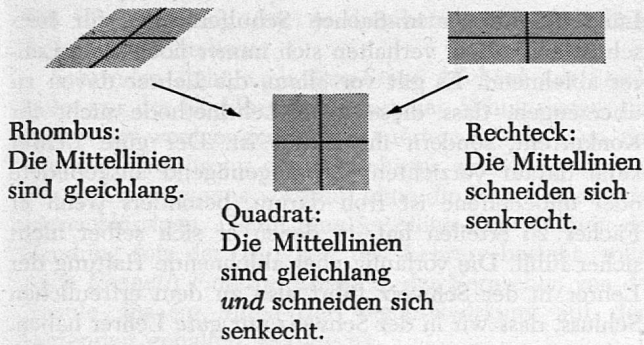 Rhombus:
Die Mittellinien
sind gleichlang.
Quadrat:
Die Mittellinien
sind gleichlang
und schneiden sich
senkecht.
Rechteck:
Die Mittellinien
schneiden sich
senkrecht.